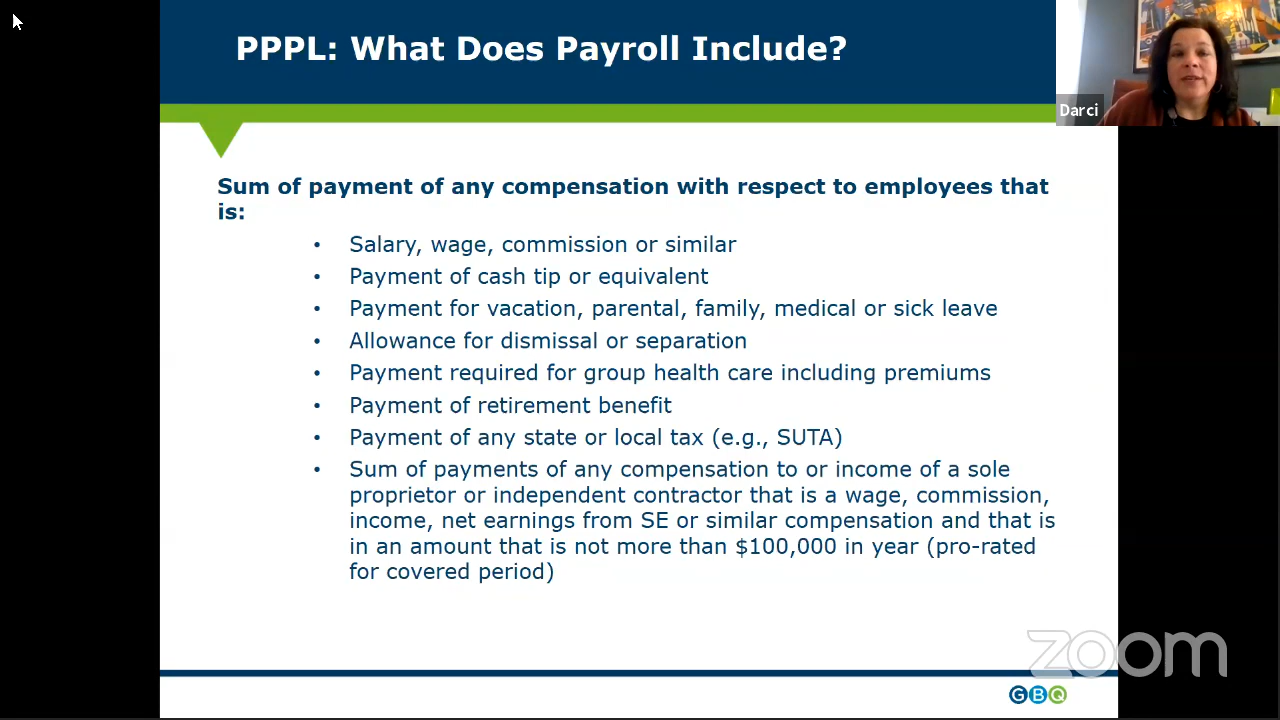 PPPL: What Does Payroll Include?
Darci
Sum of payment of any compensation with respect to employees that
is:
• Salary, wage, commission or similar
• Payment of cash tip or equivalent
• Payment for vacation, parental, family, medical or sick leave
• Allowance for dismissal or separation
• Payment required for group health care including premiums
• Payment of retirement benefit
• Payment of any state or local tax (e.g., SUTA)
• Sum of payments of any compensation to or income of a sole
proprietor or independent contractor that is a wage, commission,
income, net earnings from SE or similar compensation and that is
in an amount that is not more than $100,000 in year (pro-rated
for covered period)
zoom
GBQ